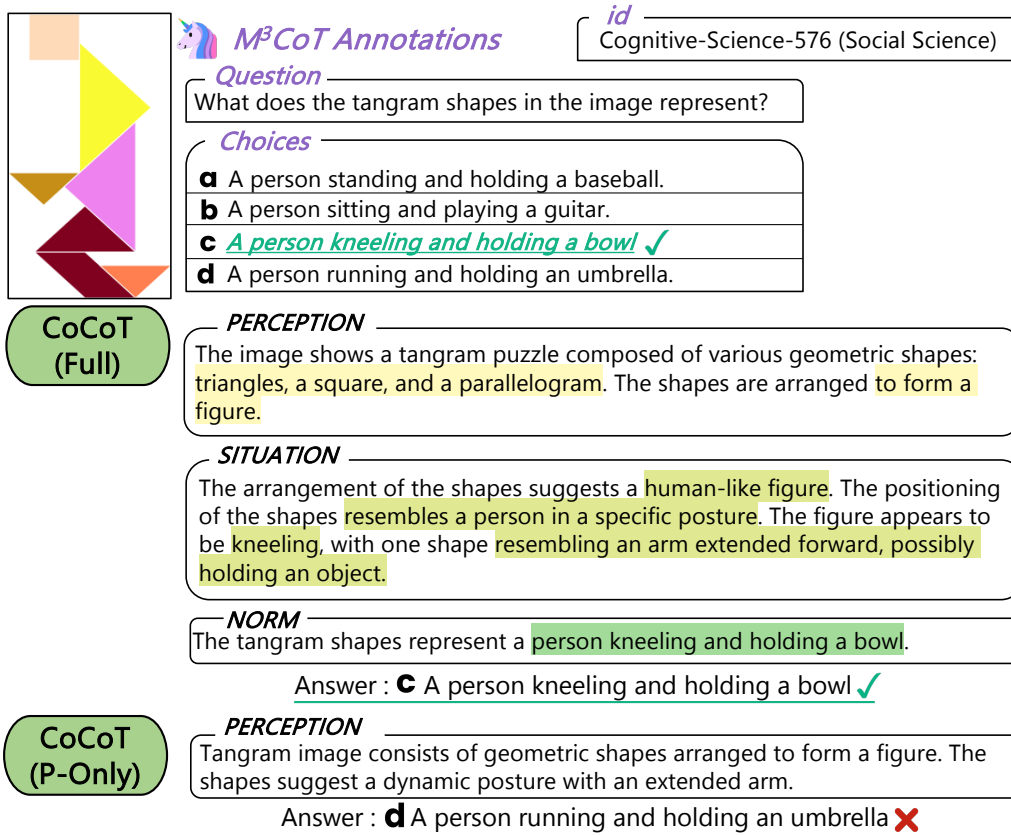 M³CoT Annotations
id
Cognitive-Science-576 (Social Science)
Question
What does the tangram shapes in the image represent?
Choices
a A person standing and holding a baseball.
b A person sitting and playing a guitar.
c A person kneeling and holding a bowl ✓
d A person running and holding an umbrella.
CoCoT
(Full)
PERCEPTION
The image shows a tangram puzzle composed of various geometric shapes:
triangles, a square, and a parallelogram. The shapes are arranged to form a
figure.
SITUATION
The arrangement of the shapes suggests a human-like figure. The positioning
of the shapes resembles a person in a specific posture. The figure appears to
be kneeling, with one shape resembling an arm extended forward, possibly
holding an object.
NORM
The tangram shapes represent a person kneeling and holding a bowl.
Answer : c A person kneeling and holding a bowl ✓
CoCoT
(P-Only)
PERCEPTION
Tangram image consists of geometric shapes arranged to form a figure. The
shapes suggest a dynamic posture with an extended arm.
Answer : d A person running and holding an umbrella ✗